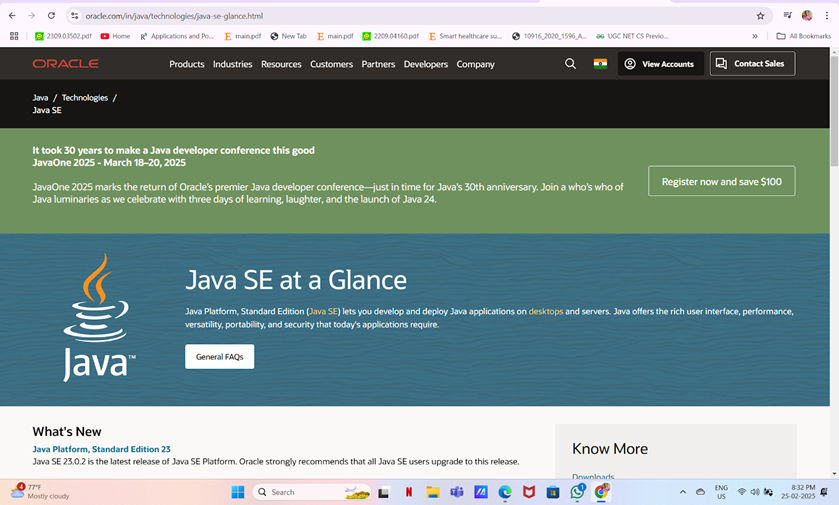 oracle.com/in/java/technologies/java-se-glance.html
2309.03502.pdf Home Applications and Po... main.pdf New Tab main.pdf 2209.04160.pdf Smart healthcare su... 10916_2020_1596_A... UGC NET CS Previo... » All Bookmarks
ORACLE Products Industries Resources Customers Partners Developers Company View Accounts Contact Sales
Java / Technologies /
Java SE
It took 30 years to make a Java developer conference this good
JavaOne 2025 - March 18–20, 2025
JavaOne 2025 marks the return of Oracle's premier Java developer conference—just in time for Java's 30th anniversary. Join a who's who of
Java luminaries as we celebrate with three days of learning, laughter, and the launch of Java 24.
Register now and save $100
Java™
Java SE at a Glance
Java Platform, Standard Edition (Java SE) lets you develop and deploy Java applications on desktops and servers. Java offers the rich user interface, performance,
versatility, portability, and security that today's applications require.
General FAQs
What's New
Java Platform, Standard Edition 23
Java SE 23.0.2 is the latest release of Java SE Platform. Oracle strongly recommends that all Java SE users upgrade to this release.
Know More
Downloads
4
77°F
Mostly cloudy
Search
N
1
ENG
US
8:32 PM
25-02-2025